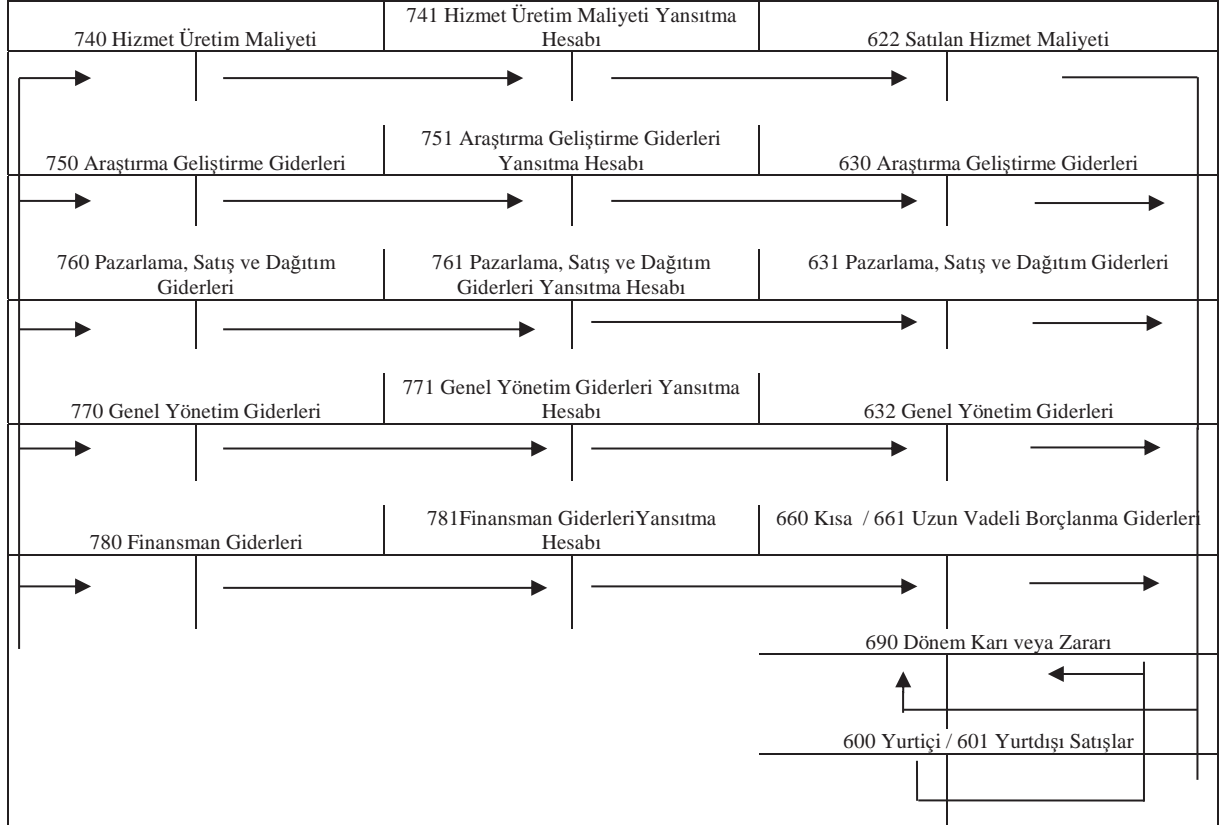 740 Hizmet Üretim Maliyeti
741 Hizmet Üretim Maliyeti Yansıtma
Hesabı
622 Satılan Hizmet Maliyeti
750 Araştırma Geliştirme Giderleri
751 Araştırma Geliştirme Giderleri
Yansıtma Hesabı
630 Araştırma Geliştirme Giderleri
760 Pazarlama, Satış ve Dağıtım
Giderleri
761 Pazarlama, Satış ve Dağıtım
Giderleri Yansıtma Hesabı
631 Pazarlama, Satış ve Dağıtım Giderleri
770 Genel Yönetim Giderleri
771 Genel Yönetim Giderleri Yansıtma
Hesabı
632 Genel Yönetim Giderleri
780 Finansman Giderleri
781Finansman GiderleriYansıtma
Hesabı
660 Kısa / 661 Uzun Vadeli Borçlanma Giderleri
690 Dönem Karı veya Zararı
600 Yurtiçi / 601 Yurtdışı Satışlar